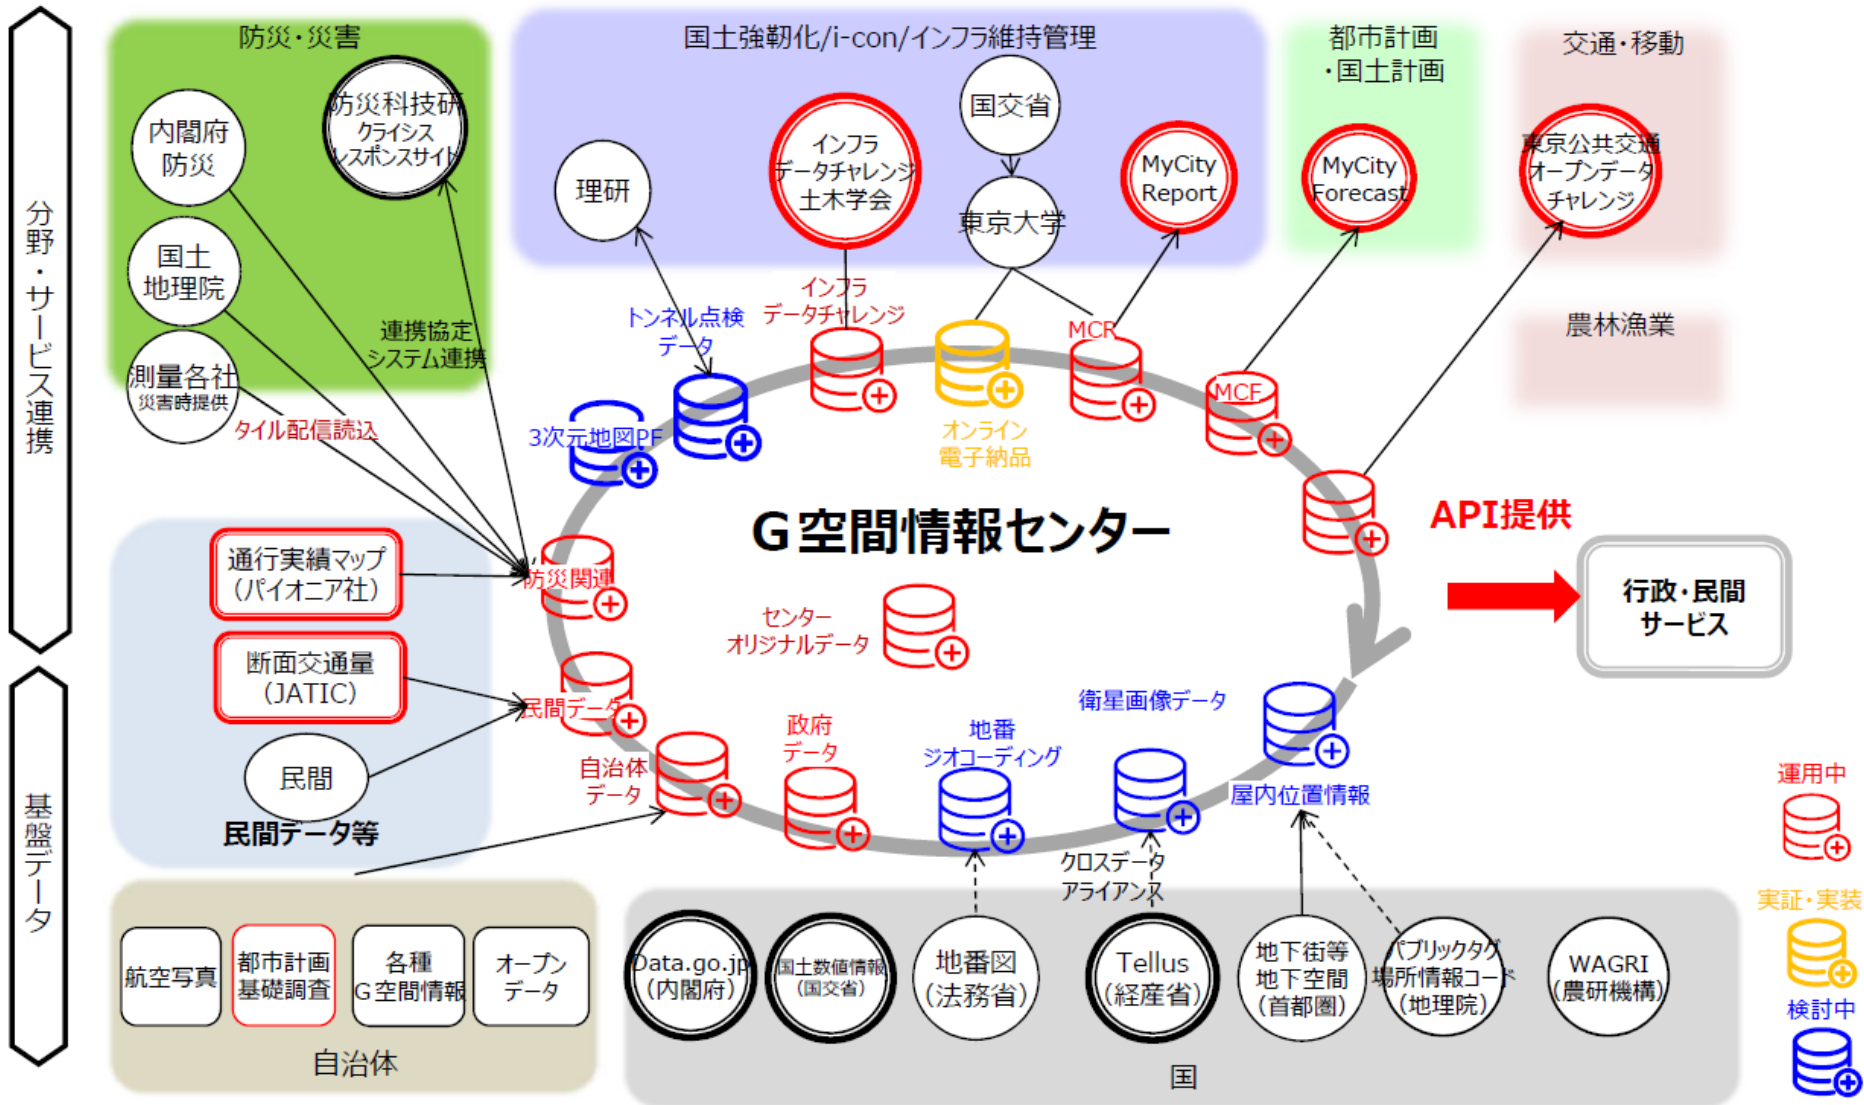 分野・サービス連携
基盤データ
防災・災害
内閣府
防災
防災科技研
クライシス
レスポンスサイト
国土
地理院
測量各社
災害時提供
連携協定
システム連携
タイル配信読込
国土強靭化/i-con/インフラ維持管理
理研
インフラ
データチャレンジ
土木学会
国交省
東京大学
MyCity
Report
都市計画
・国土計画
MyCity
Forecast
交通・移動
東京公共交通
オープンデータ
チャレンジ
農林漁業
トンネル点検
データ
インフラ
データチャレンジ
MCR
MCF
3次元地図PF
オンライン
電子納品
G空間情報センター
API提供
行政・民間
サービス
通行実績マップ
（パイオニア社）
断面交通量
（JATIC）
民間
民間データ等
防災関連
民間データ
センター
オリジナルデータ
自治体
データ
政府
データ
地番
ジオコーディング
衛星画像データ
屋内位置情報
クロスデータ
アライアンス
航空写真
都市計画
基礎調査
各種
G空間情報
オープン
データ
自治体
Data.go.jp
（内閣府）
国土数値情報
（国交省）
地番図
（法務省）
Tellus
（経産省）
地下街等
地下空間
（首都圏）
パブリックタグ
場所情報コード
（地理院）
WAGRI
（農研機構）
国
運用中
実証・実装
検討中